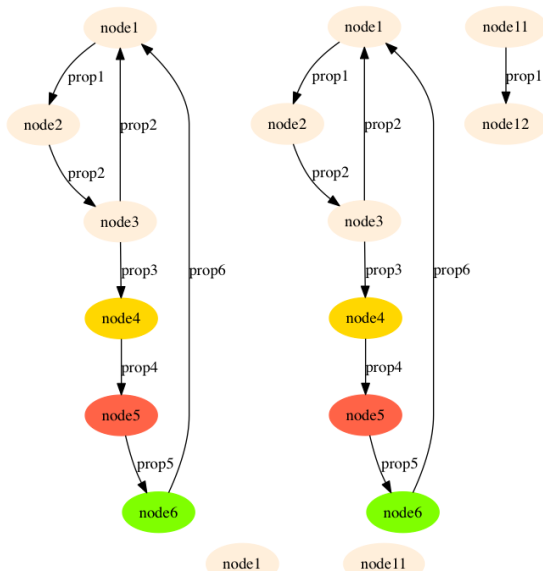 node1 node1 node11
prop1 prop1 prop1
node2 prop2 node2 prop2 node12
prop2 prop2
node3 node3
prop3 prop6 prop3 prop6
node4 node4
prop4 prop4
node5 node5
prop5 prop5
node6 node6
node1 node11